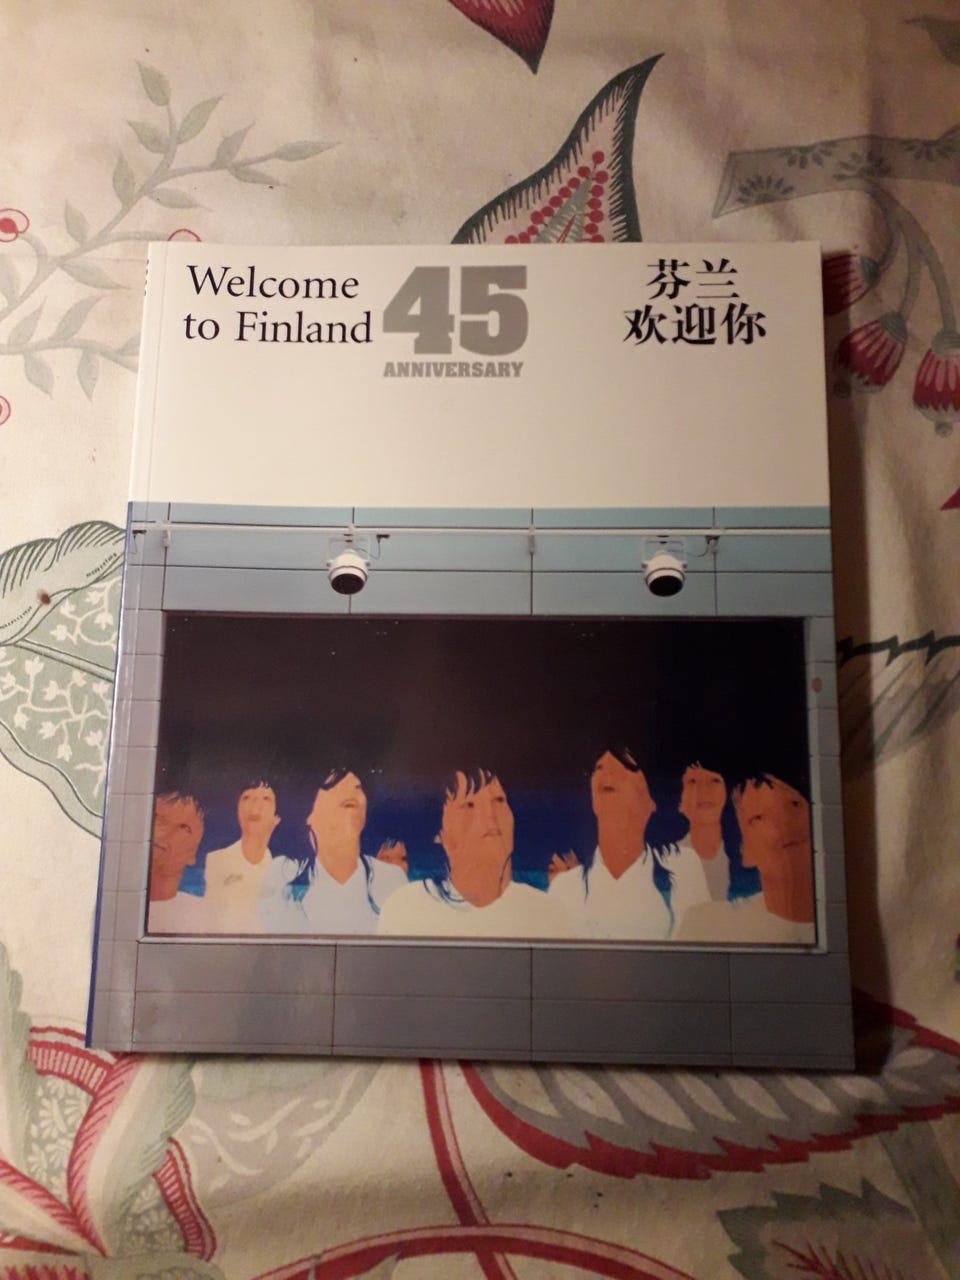 Welcome
to Finland
45
ANNIVERSARY
芬兰
欢迎你